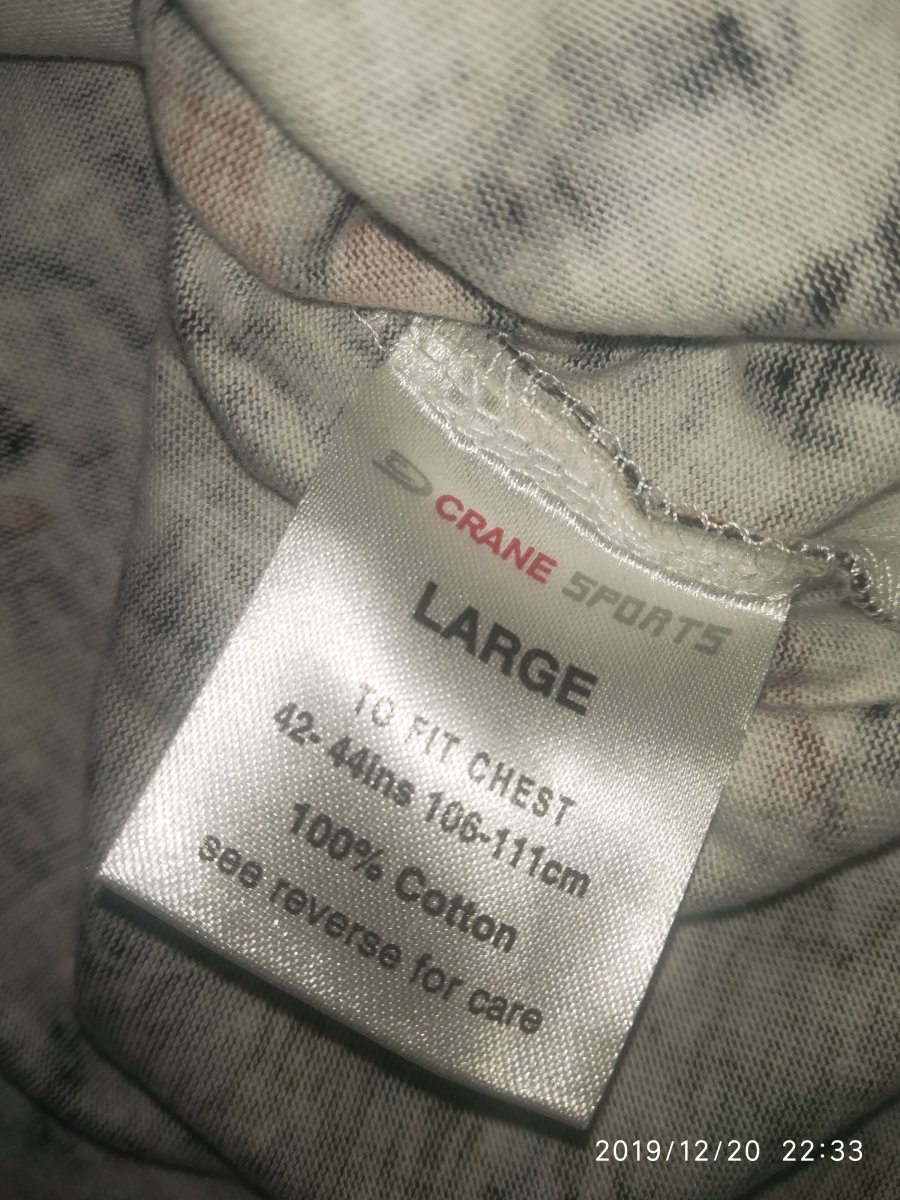 CRANE SPORTS
LARGE
TO FIT CHEST
42-44ins 106-111cm
100% Cotton
see reverse for care
2019/12/20 22:33